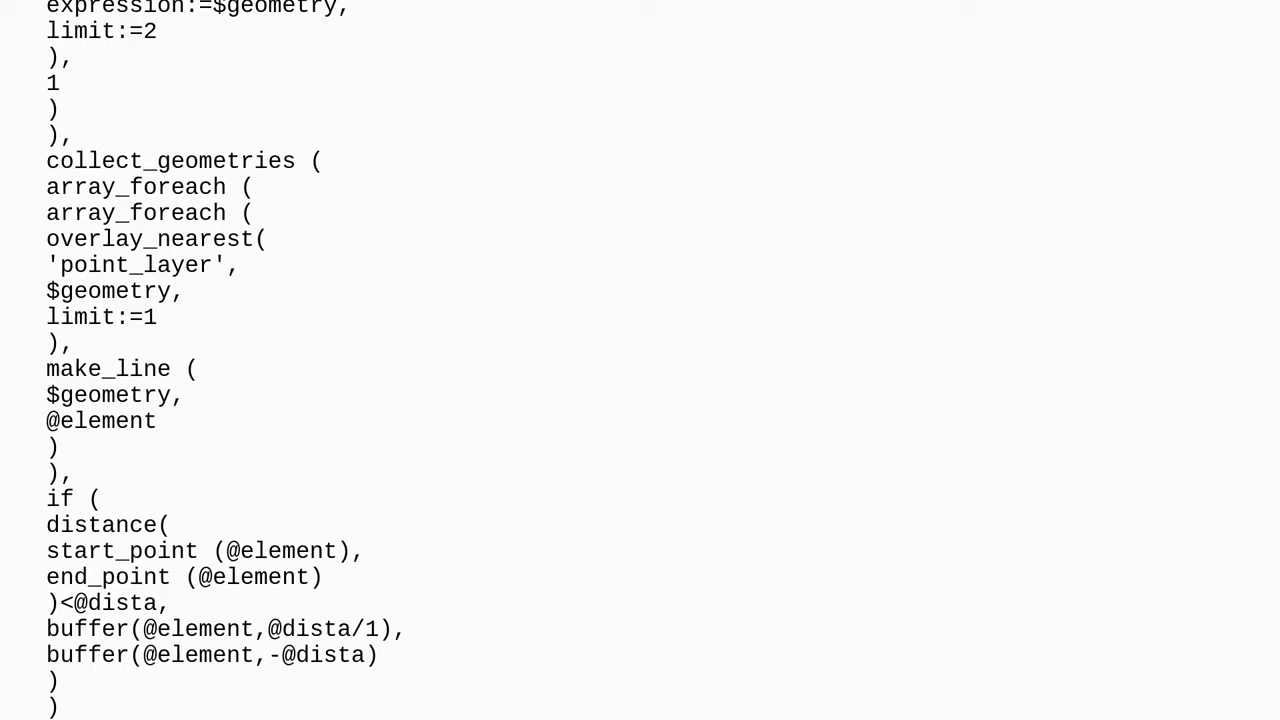 expression:=$geometry,
limit:=2
),
1
)
),
collect_geometries (
array_foreach (
array_foreach (
overlay_nearest(
'point_layer',
$geometry,
limit:=1
),
make_line (
$geometry,
@element
)
),
if (
distance(
start_point (@element),
end_point (@element)
)<@dista,
buffer(@element,@dista/1),
buffer(@element,-@dista)
)
)